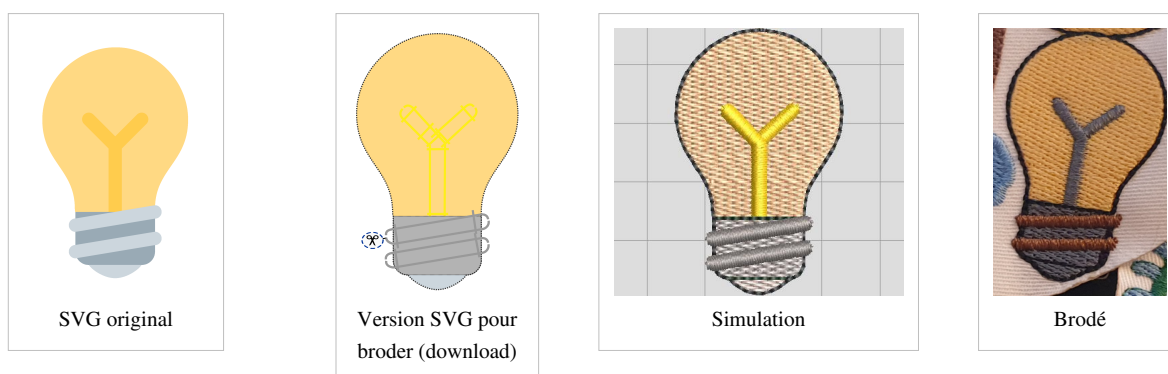 SVG original
Version SVG pour
broder (download)
Simulation
Brodé